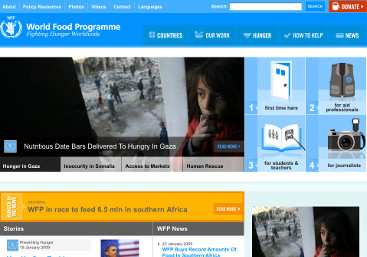 About Policy Resources Photos Videos Contact Languages Search: SEARCH DONATE
WFP
World Food Programme
Fighting Hunger Worldwide
COUNTRIES OUR WORK HUNGER HOW TO HELP NEWS
1 first time here
2 for aid professionals
Nutritious Date Bars Delivered To Hungry In Gaza READ MORE
3 for students & teachers
4 for journalists
Hunger in Gaza Insecurity in Somalia Access to Markets Human Rescue
HUNGER IN THE NEWS
WFP in race to feed 6.5 mln in southern Africa READ MORE
Stories
WFP News
Preventing Hunger
21 January 2009
WFP Buys Record Amounts Of
Food In Southern Africa